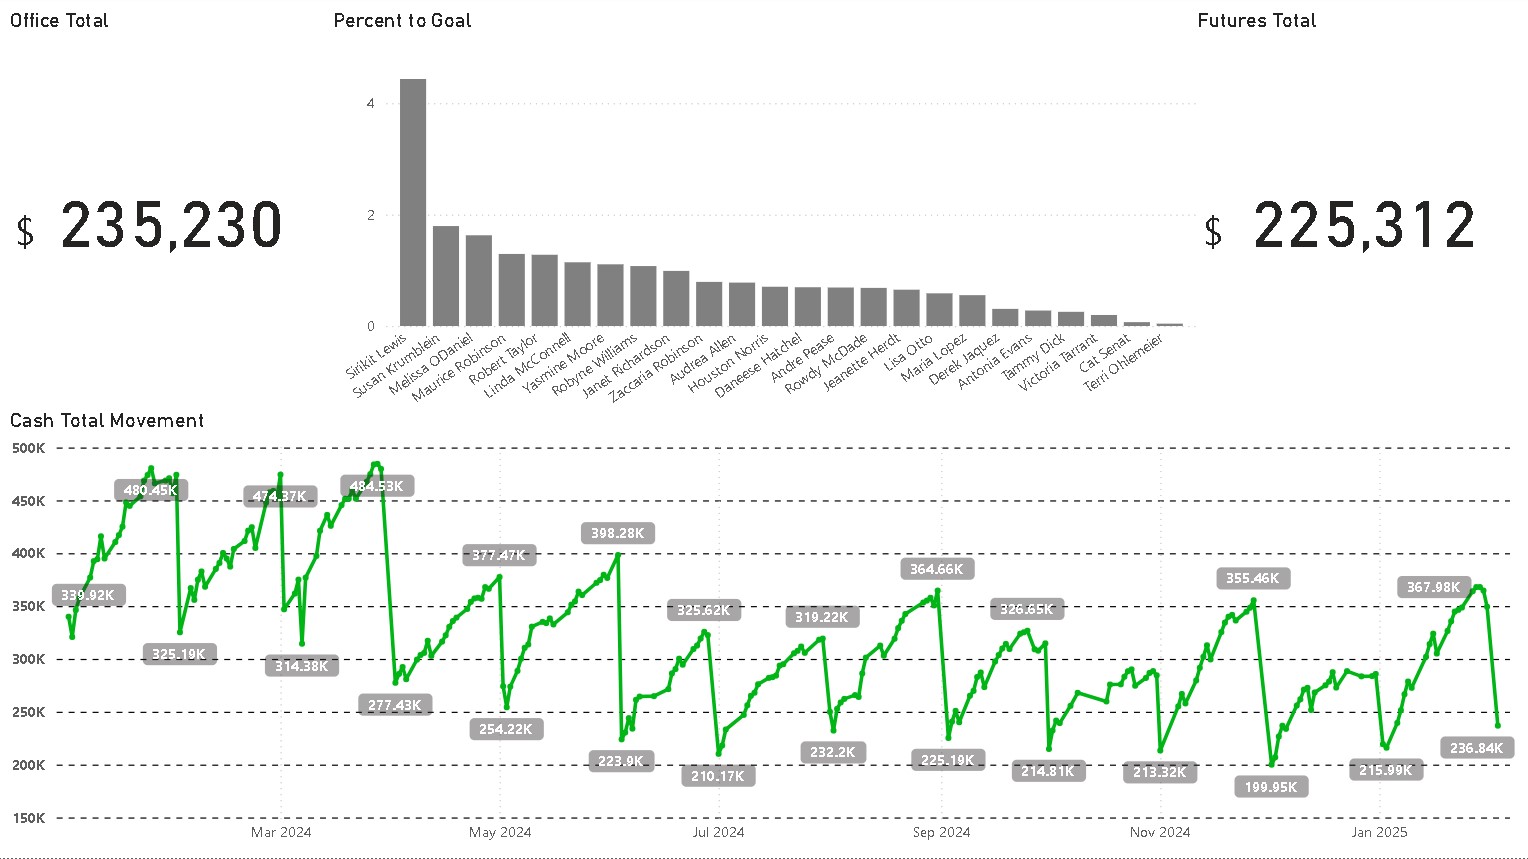 Office Total
Percent to Goal
Futures Total
$ 235,230
4
2
0
Sirikit Lewis
Susan Krumblein
Melissa ODaniel
Maurice Robinson
Robert Taylor
Linda McConnell
Yasmine Moore
Robyne Williams
Janet Richardson
Zaccaria Robinson
Audrea Allen
Houston Norris
Daneese Hatchel
Andre Pease
Rowdy McDade
Jeanette Herdt
Lisa Otto
Maria Lopez
Derek Jaquez
Antonia Evans
Tammy Dick
Victoria Tarrant
Cat Senat
Terri Ohlemeier
$ 225,312
Cash Total Movement
500K
450K
400K
350K
300K
250K
200K
150K
339.92K
480.45K
325.19K
474.37K
314.38K
484.53K
277.43K
377.47K
254.22K
398.28K
223.9K
325.62K
210.17K
319.22K
232.2K
364.66K
225.19K
326.65K
214.81K
213.32K
355.46K
199.95K
215.99K
367.98K
236.84K
Mar 2024
May 2024
Jul 2024
Sep 2024
Nov 2024
Jan 2025